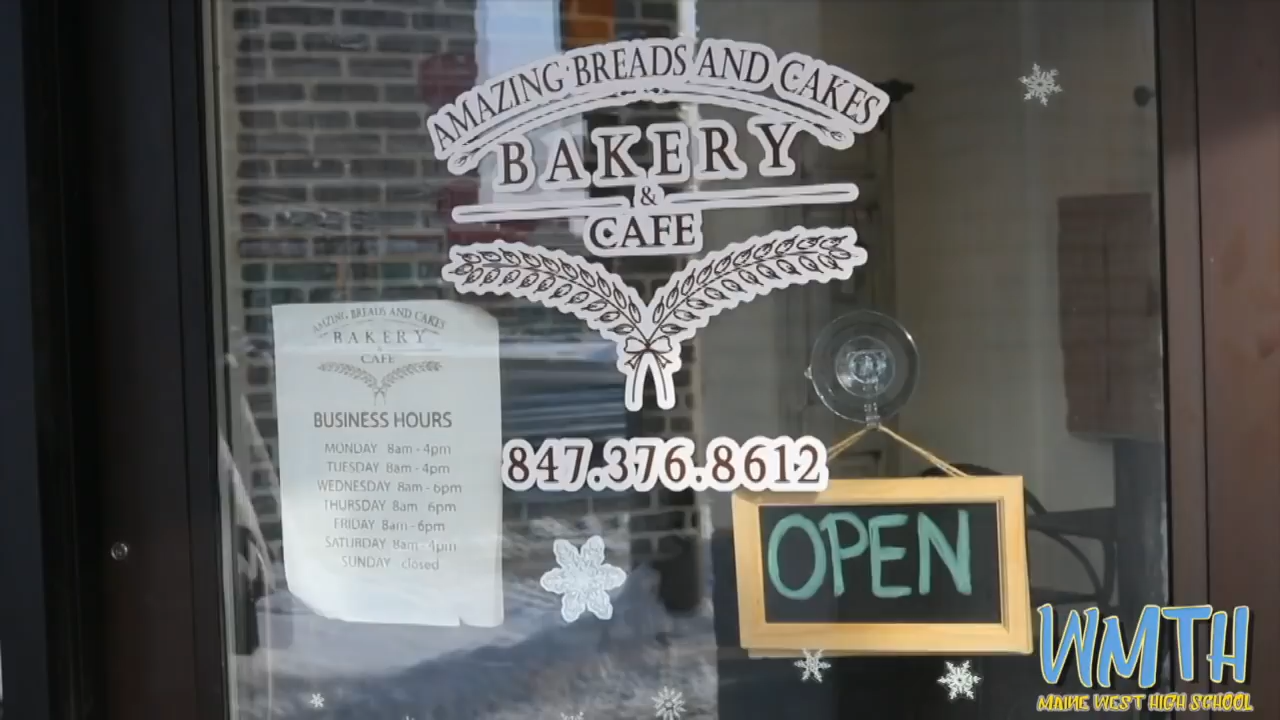 AMAZING BREADS AND CAKES
BAKERY
&
CAFE
AMZING BREADS AND CAKES
BAKERY
CAFE
BUSINESS HOURS
MONDAY 8am - 4pm
TUESDAY 8am - 4pm
WEDNESDAY 8am - 6pm
THURSDAY 8am 6pm
FRIDAY 8am - 6pm
SATURDAY 8am - 4pm
SUNDAY closed
847.376.8612
OPEN
WMTH
MAINE WEST HIGH SCHOOL